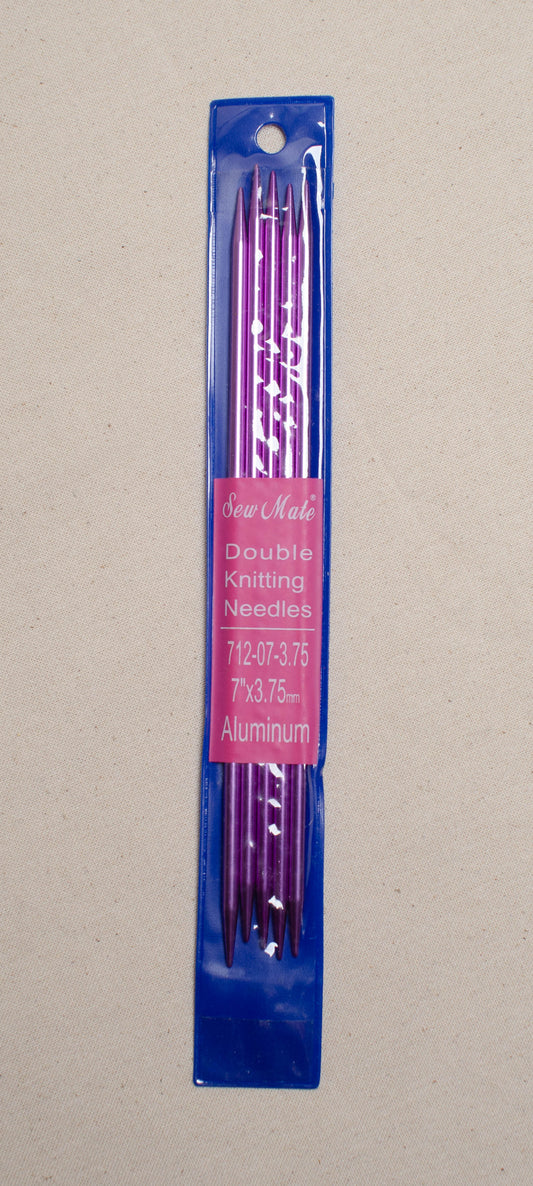 Sew Mate®
Double
Knitting
Needles
712-07-3.75
7"x3.75mm
Aluminum